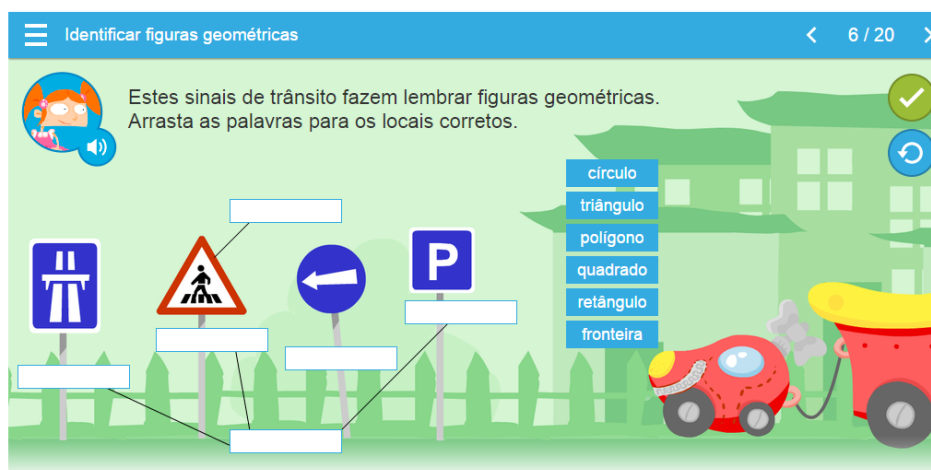 Identificar figuras geométricas
6 / 20
Estes sinais de trânsito fazem lembrar figuras geométricas.
Arrasta as palavras para os locais corretos.
círculo
triângulo
polígono
quadrado
retângulo
fronteira
P